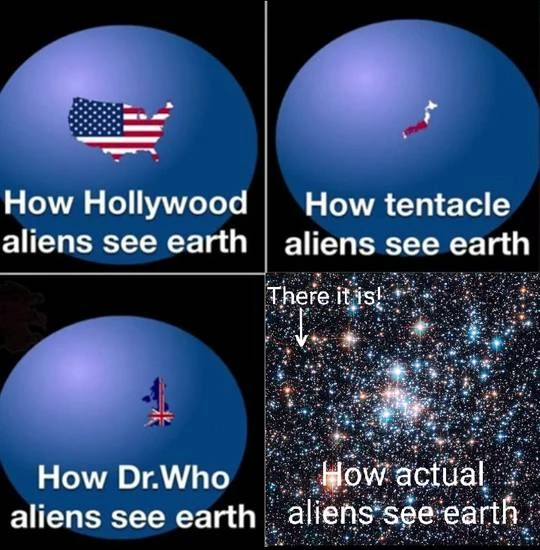 How Hollywood
aliens see earth
How tentacle
aliens see earth
How Dr.Who
aliens see earth
There it is!
How actual
aliens see earth